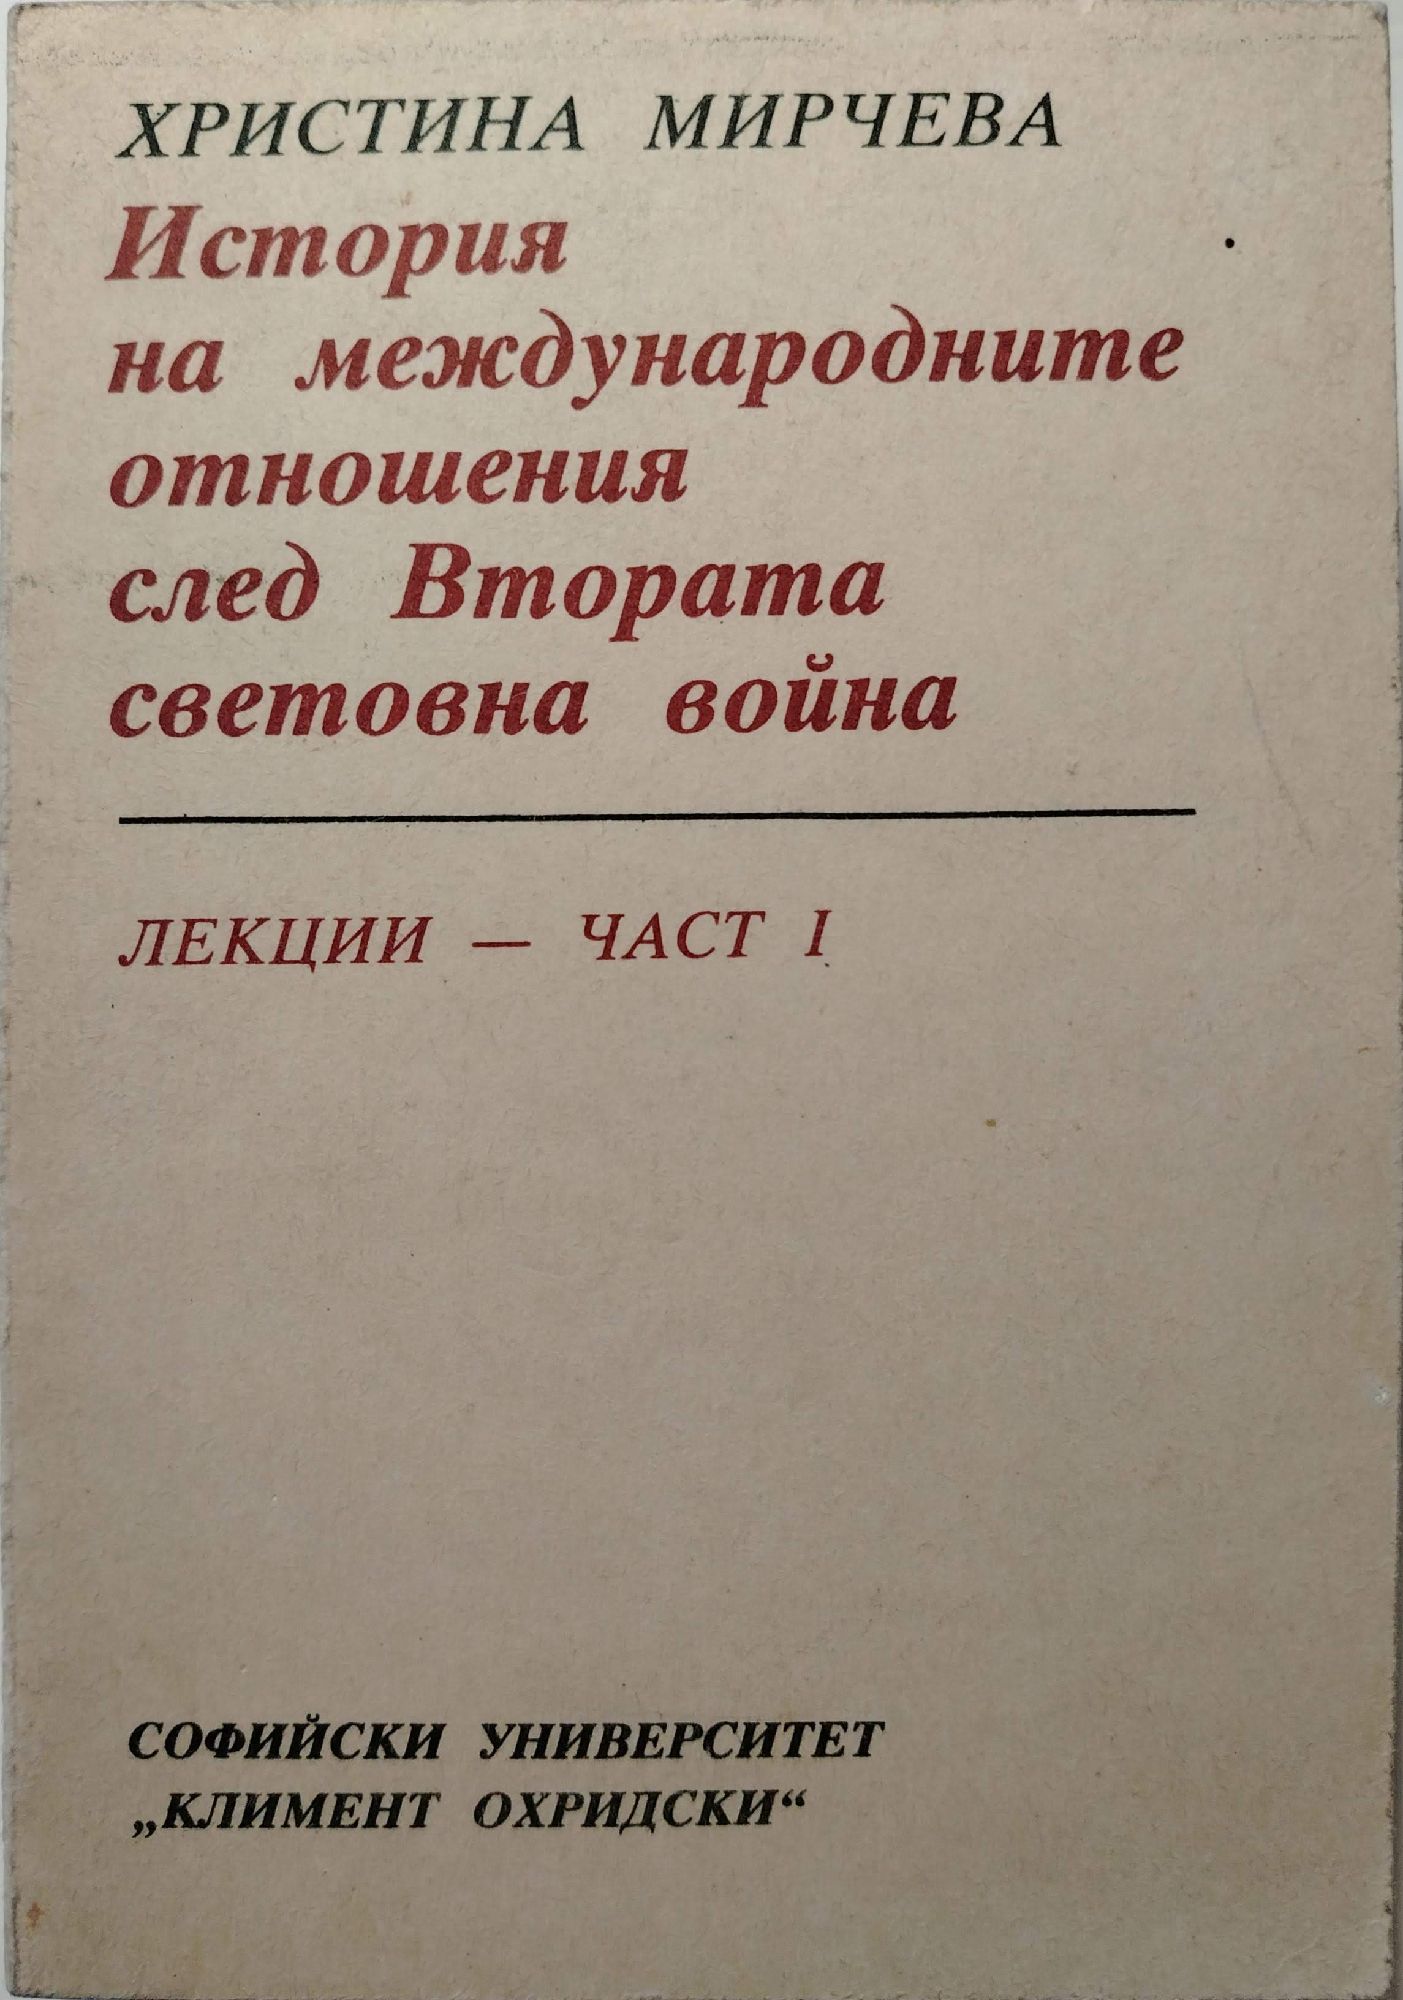 ХРИСТИНА МИРЧЕВА
История
на международните
отношения
след Втората
световна война
ЛЕКЦИИ — ЧАСТ I
СОФИЙСКИ УНИВЕРСИТЕТ
„КЛИМЕНТ ОХРИДСКИ“